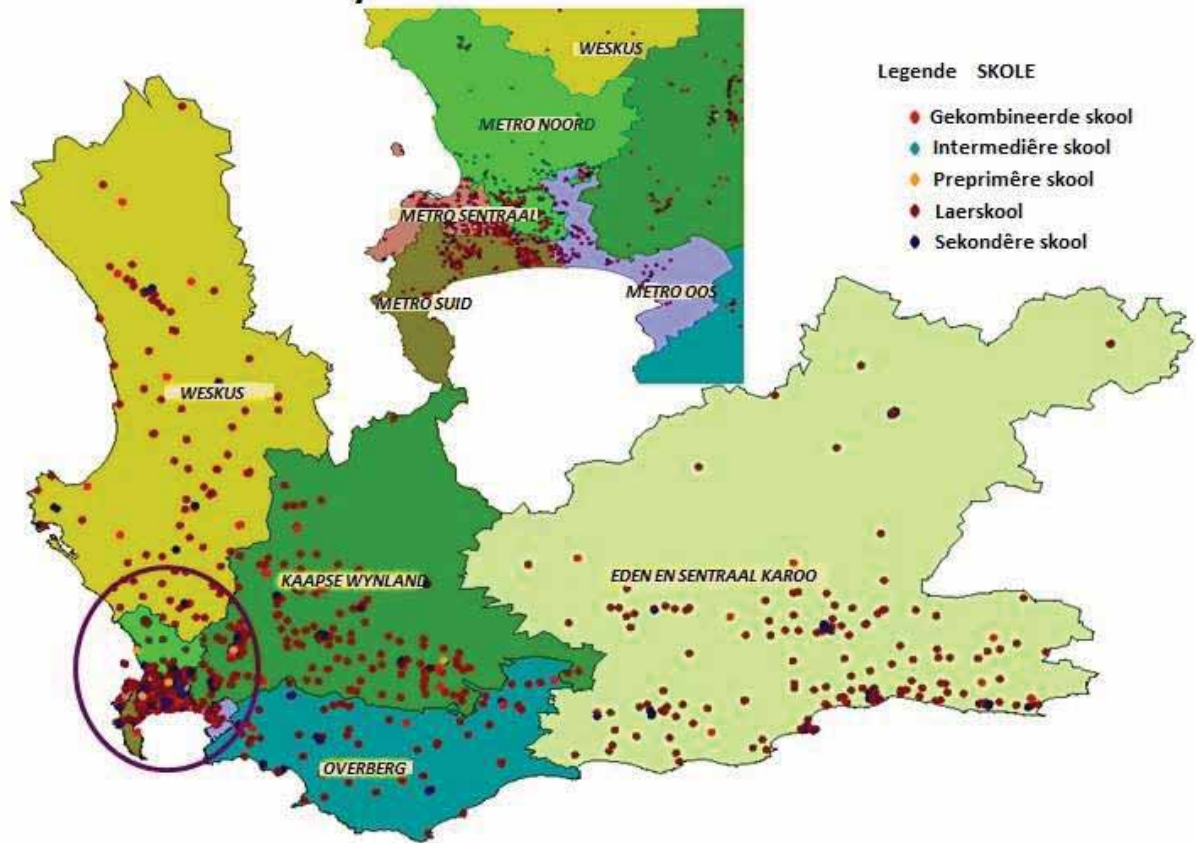 WESKUS
Legende SKOLE
Gekombineerde skool
METRO NOORD
Intermediêre skool
Preprimêre skool
METRO SENTRAAL
Laerskool
Sekondêre skool
METRO OOS
METRO SUID
WESKUS
KAAPSE WYNLAND
EDEN EN SENTRAAL KAROO
OVERBERG